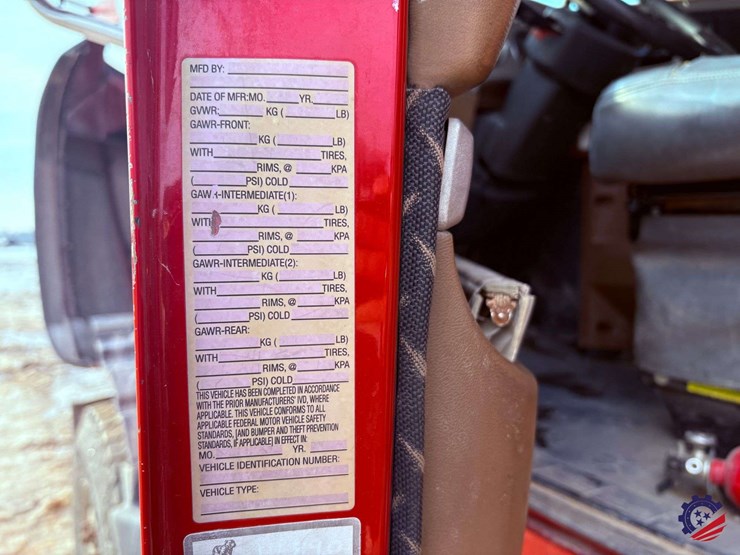 MFD BY:
DATE OF MFR:MO. YR.
GVWR: KG ( LB)
GAWR-FRONT:
KG ( LB)
WITH TIRES,
RIMS, @ KPA
( PSI) COLD
GAW -INTERMEDIATE(1):
KG ( LB)
WIT TIRES,
RIMS, @ KPA
( PSI) COLD
GAWR-INTERMEDIATE(2):
KG ( LB)
WITH TIRES,
RIMS, @ KPA
( PSI) COLD
GAWR-REAR:
KG ( LB)
WITH TIRES,
RIMS, @ KPA
( PSI) COLD
THIS VEHICLE HAS BEEN COMPLETED IN ACCORDANCE
WITH THE PRIOR MANUFACTURERS' IVD, WHERE
APPLICABLE. THIS VEHICLE CONFORMS TO ALL
APPLICABLE FEDERAL MOTOR VEHICLE SAFETY
STANDARDS, [AND BUMPER AND THEFT PREVENTION
STANDARDS, IF APPLICABLE] IN EFFECT IN:
MO. YR.
VEHICLE IDENTIFICATION NUMBER:
VEHICLE TYPE: